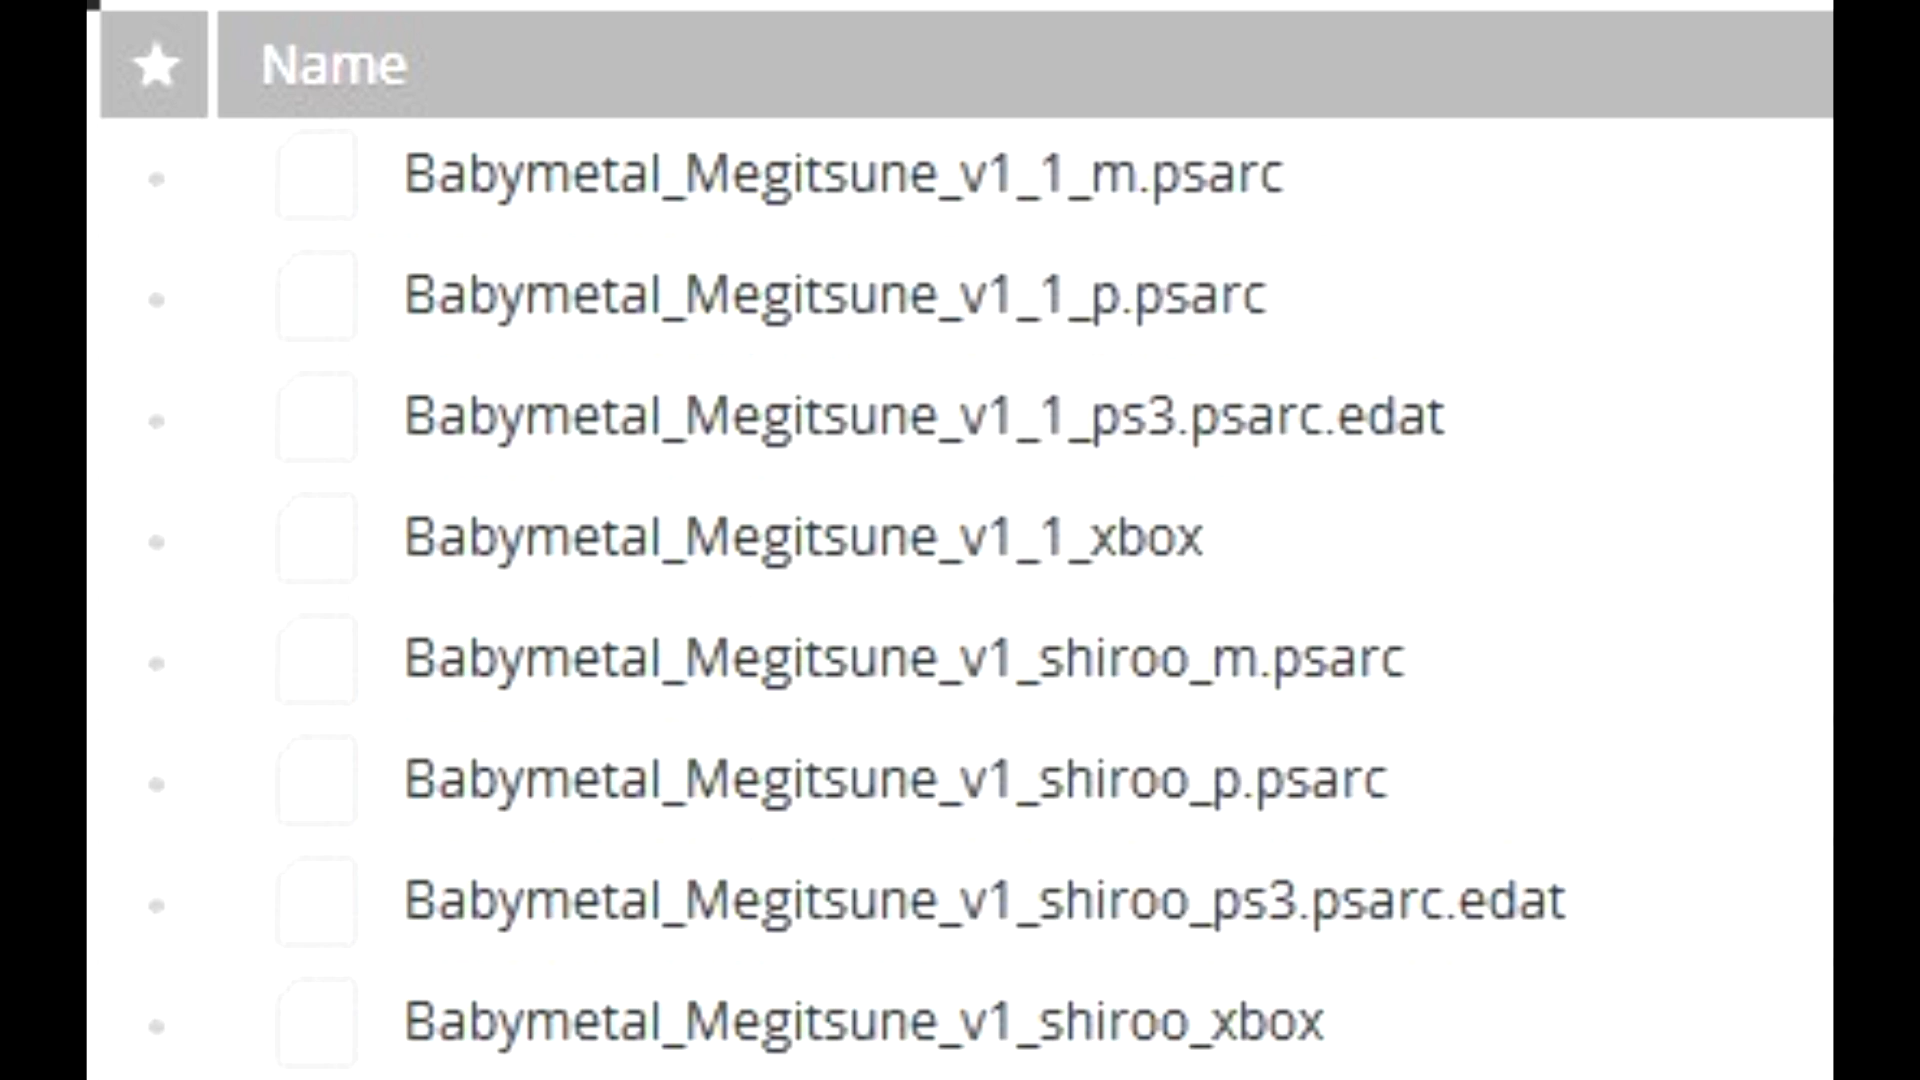 Name
Babymetal_Megitsune_v1_1_m.psarc
Babymetal_Megitsune_v1_1_p.psarc
Babymetal_Megitsune_v1_1_ps3.psarc.edat
Babymetal_Megitsune_v1_1_xbox
Babymetal_Megitsune_v1_shiroo_m.psarc
Babymetal_Megitsune_v1_shiroo_p.psarc
Babymetal_Megitsune_v1_shiroo_ps3.psarc.edat
Babymetal_Megitsune_v1_shiroo_xbox